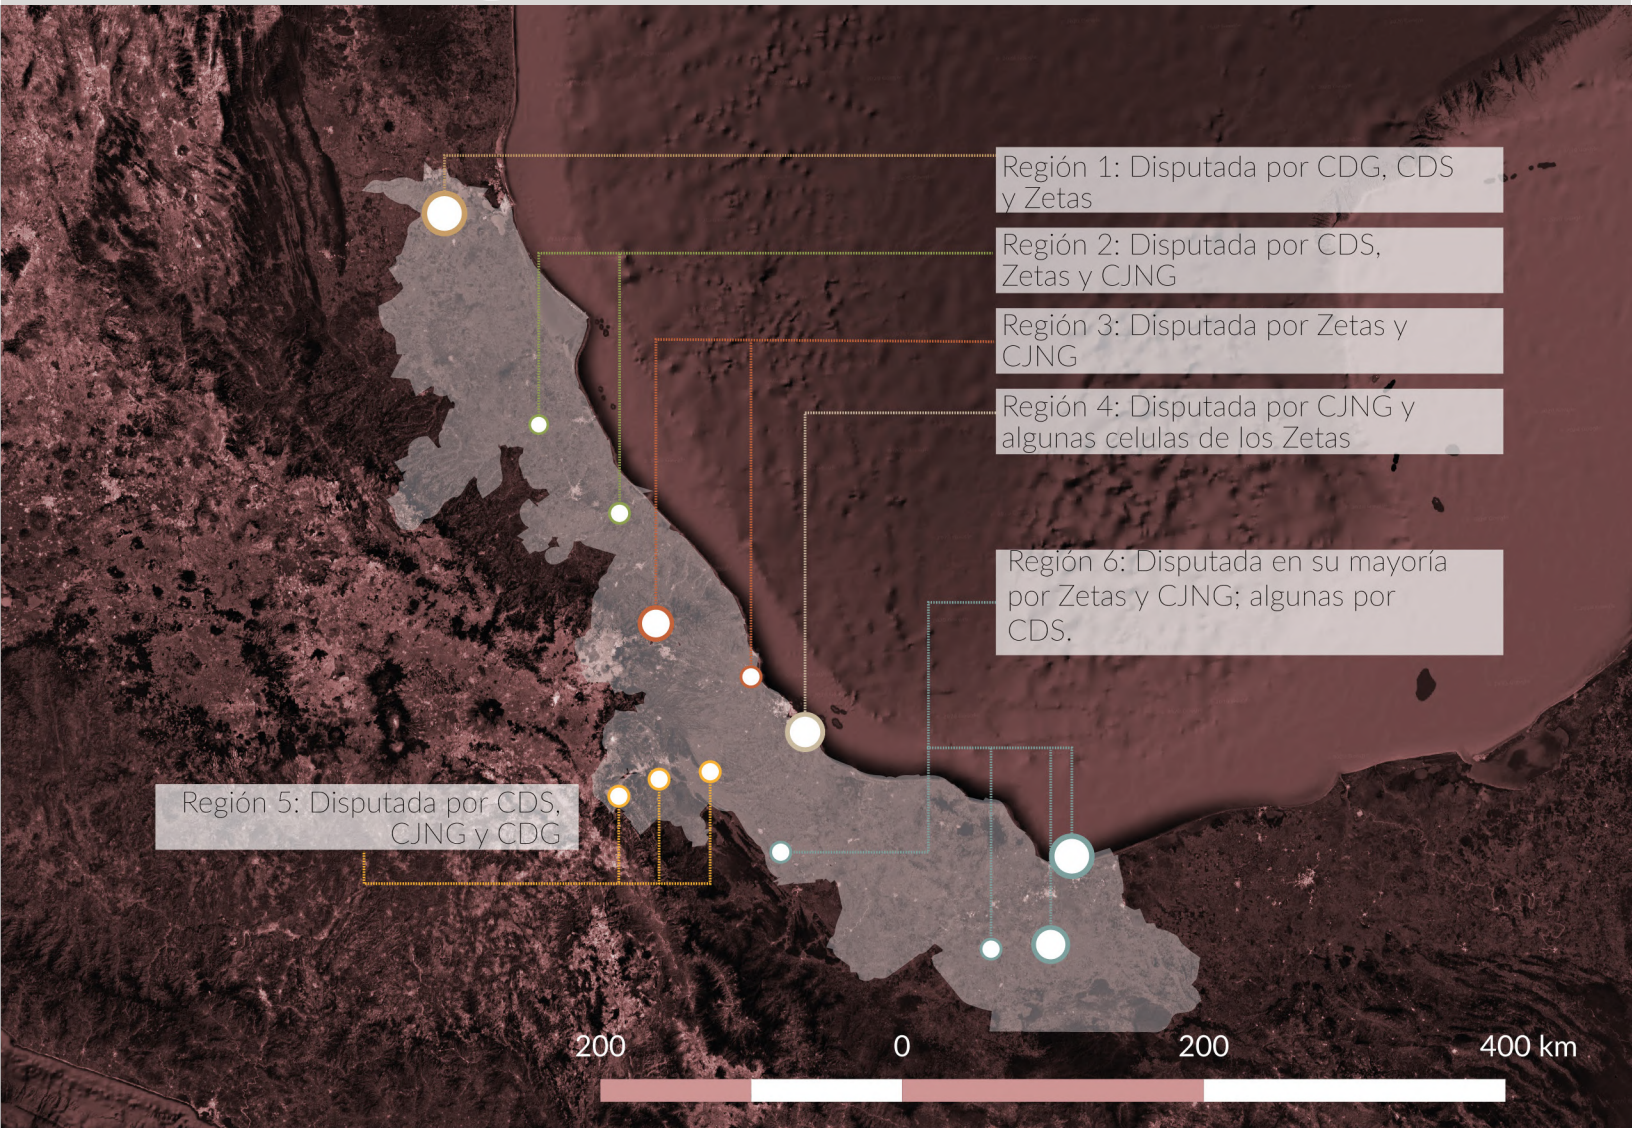 Región 1: Disputada por CDG, CDS
y Zetas
Región 2: Disputada por CDS,
Zetas y CJNG
Región 3: Disputada por Zetas y
CJNG
Región 4: Disputada por CJNG y
algunas celulas de los Zetas
Región 6: Disputada en su mayoría
por Zetas y CJNG; algunas por
CDS.
Región 5: Disputada por CDS,
CJNG y CDG
200 0 200 400 km